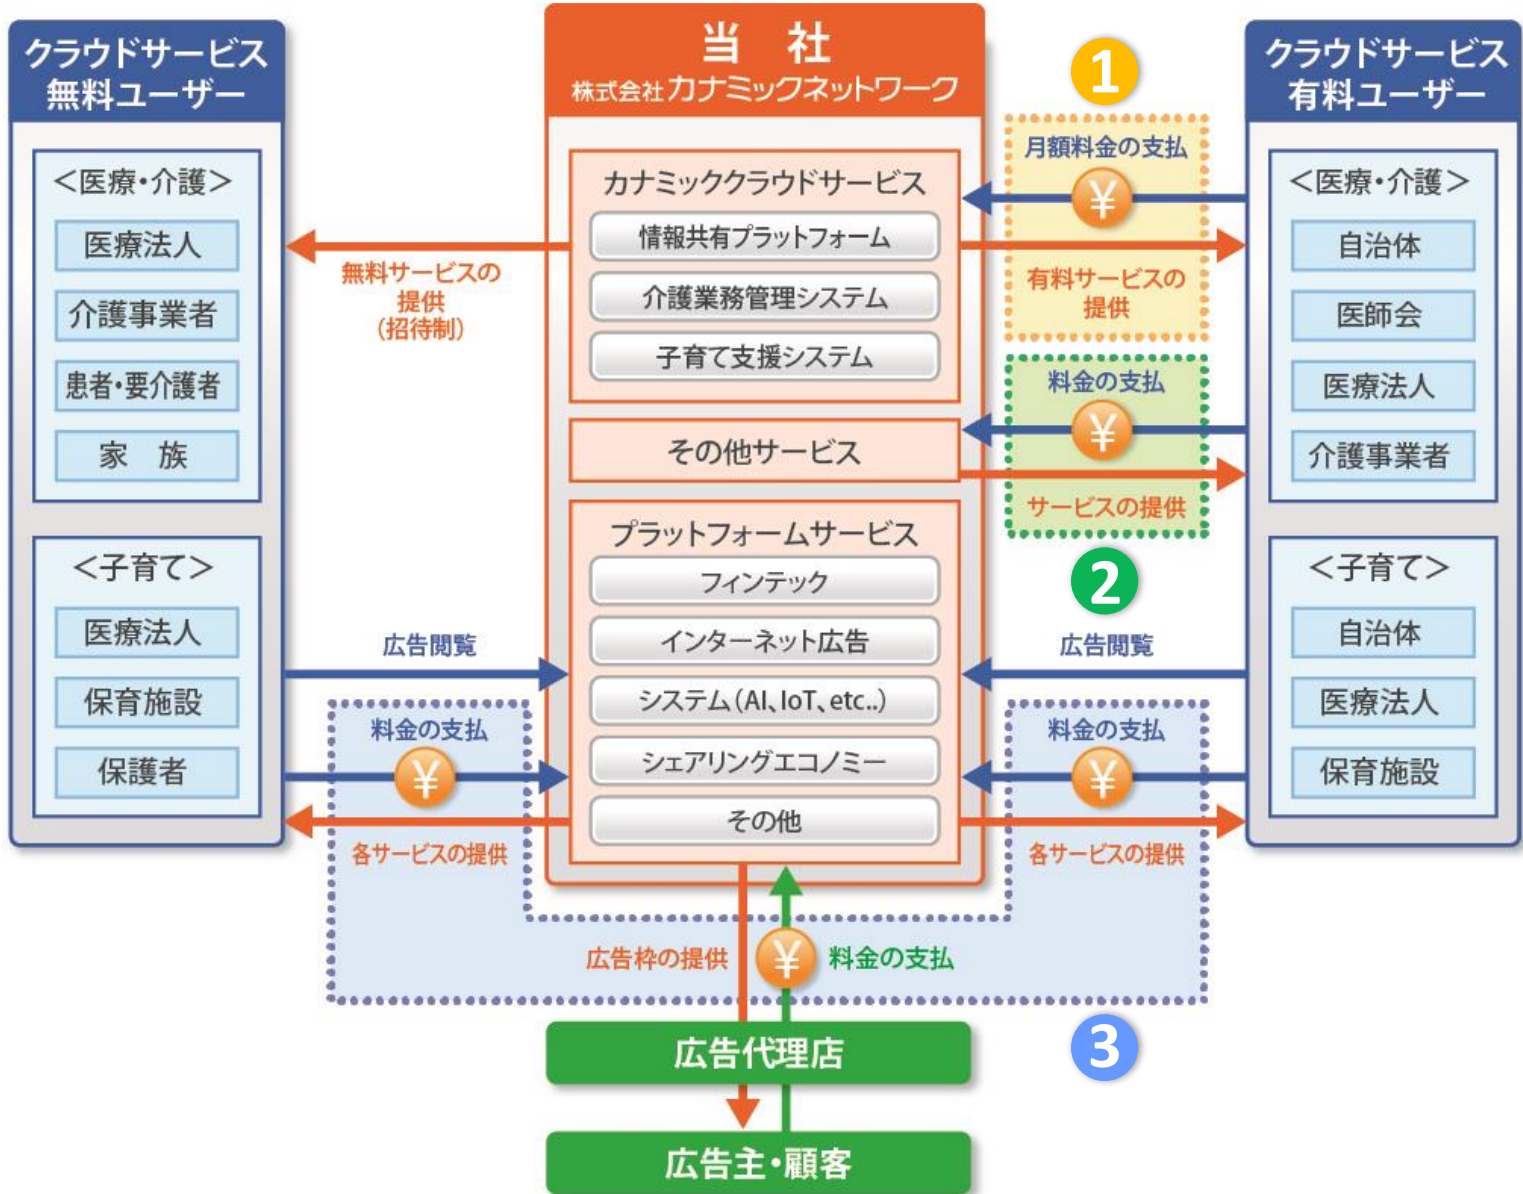 クラウドサービス
無料ユーザー
＜医療・介護＞
医療法人
介護事業者
患者・要介護者
家　族
＜子育て＞
医療法人
保育施設
保護者
無料サービスの
提供
（招待制）
広告閲覧
料金の支払
¥
各サービスの提供
当　社
株式会社カナミックネットワーク
カナミッククラウドサービス
情報共有プラットフォーム
介護業務管理システム
子育て支援システム
その他サービス
プラットフォームサービス
フィンテック
インターネット広告
システム（AI、IoT、etc..）
シェアリングエコノミー
その他
広告枠の提供
¥
料金の支払
広告代理店
広告主・顧客
1
月額料金の支払
¥
有料サービスの
提供
料金の支払
¥
サービスの提供
2
広告閲覧
料金の支払
¥
各サービスの提供
3
クラウドサービス
有料ユーザー
＜医療・介護＞
自治体
医師会
医療法人
介護事業者
＜子育て＞
自治体
医療法人
保育施設